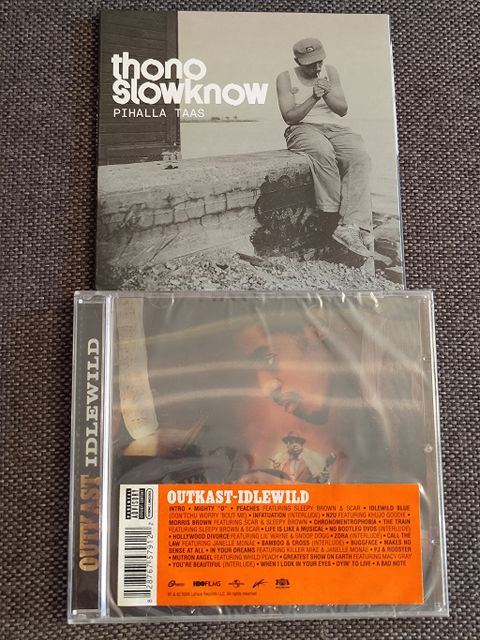 thono
slowknow
PIHALLA TAAS
OUTKAST IDLEWILD
OUTKAST-IDLEWILD
INTRO • MIGHTY "O" • PEACHES FEATURING SLEEPY BROWN & SCAR • IDLEWILD BLUE
(DON'TCHU WORRY 'BOUT ME) • INFATUATION (INTERLUDE) • N2U FEATURING KHUJO GOODIE •
MORRIS BROWN FEATURING SCAR & SLEEPY BROWN • CHRONOMENTROPHOBIA • THE TRAIN
FEATURING SLEEPY BROWN & SCAR • LIFE IS LIKE A MUSICAL • NO BOOTLEG DVDS (INTERLUDE)
• HOLLYWOOD DIVORCE FEATURING LIL' WAYNE & SNOOP DOGG • ZORA (INTERLUDE) • CALL THE
LAW FEATURING JANELLE MONÁE • BAMBOO & CROSS (INTERLUDE) • BUGGFACE • MAKES NO
SENSE AT ALL • IN YOUR DREAMS FEATURING KILLER MIKE & JANELLE MONÁE • PJ & ROOSTER
• MUTRON ANGEL FEATURING WHILD PEACH • GREATEST SHOW ON EARTH FEATURING MACY GRAY
(INTERLUDE) • YOU'RE BEAUTIFUL (INTERLUDE) • WHEN I LOOK IN YOUR EYES • DYIN' TO LIVE • A BAD NOTE
HBO FILMS